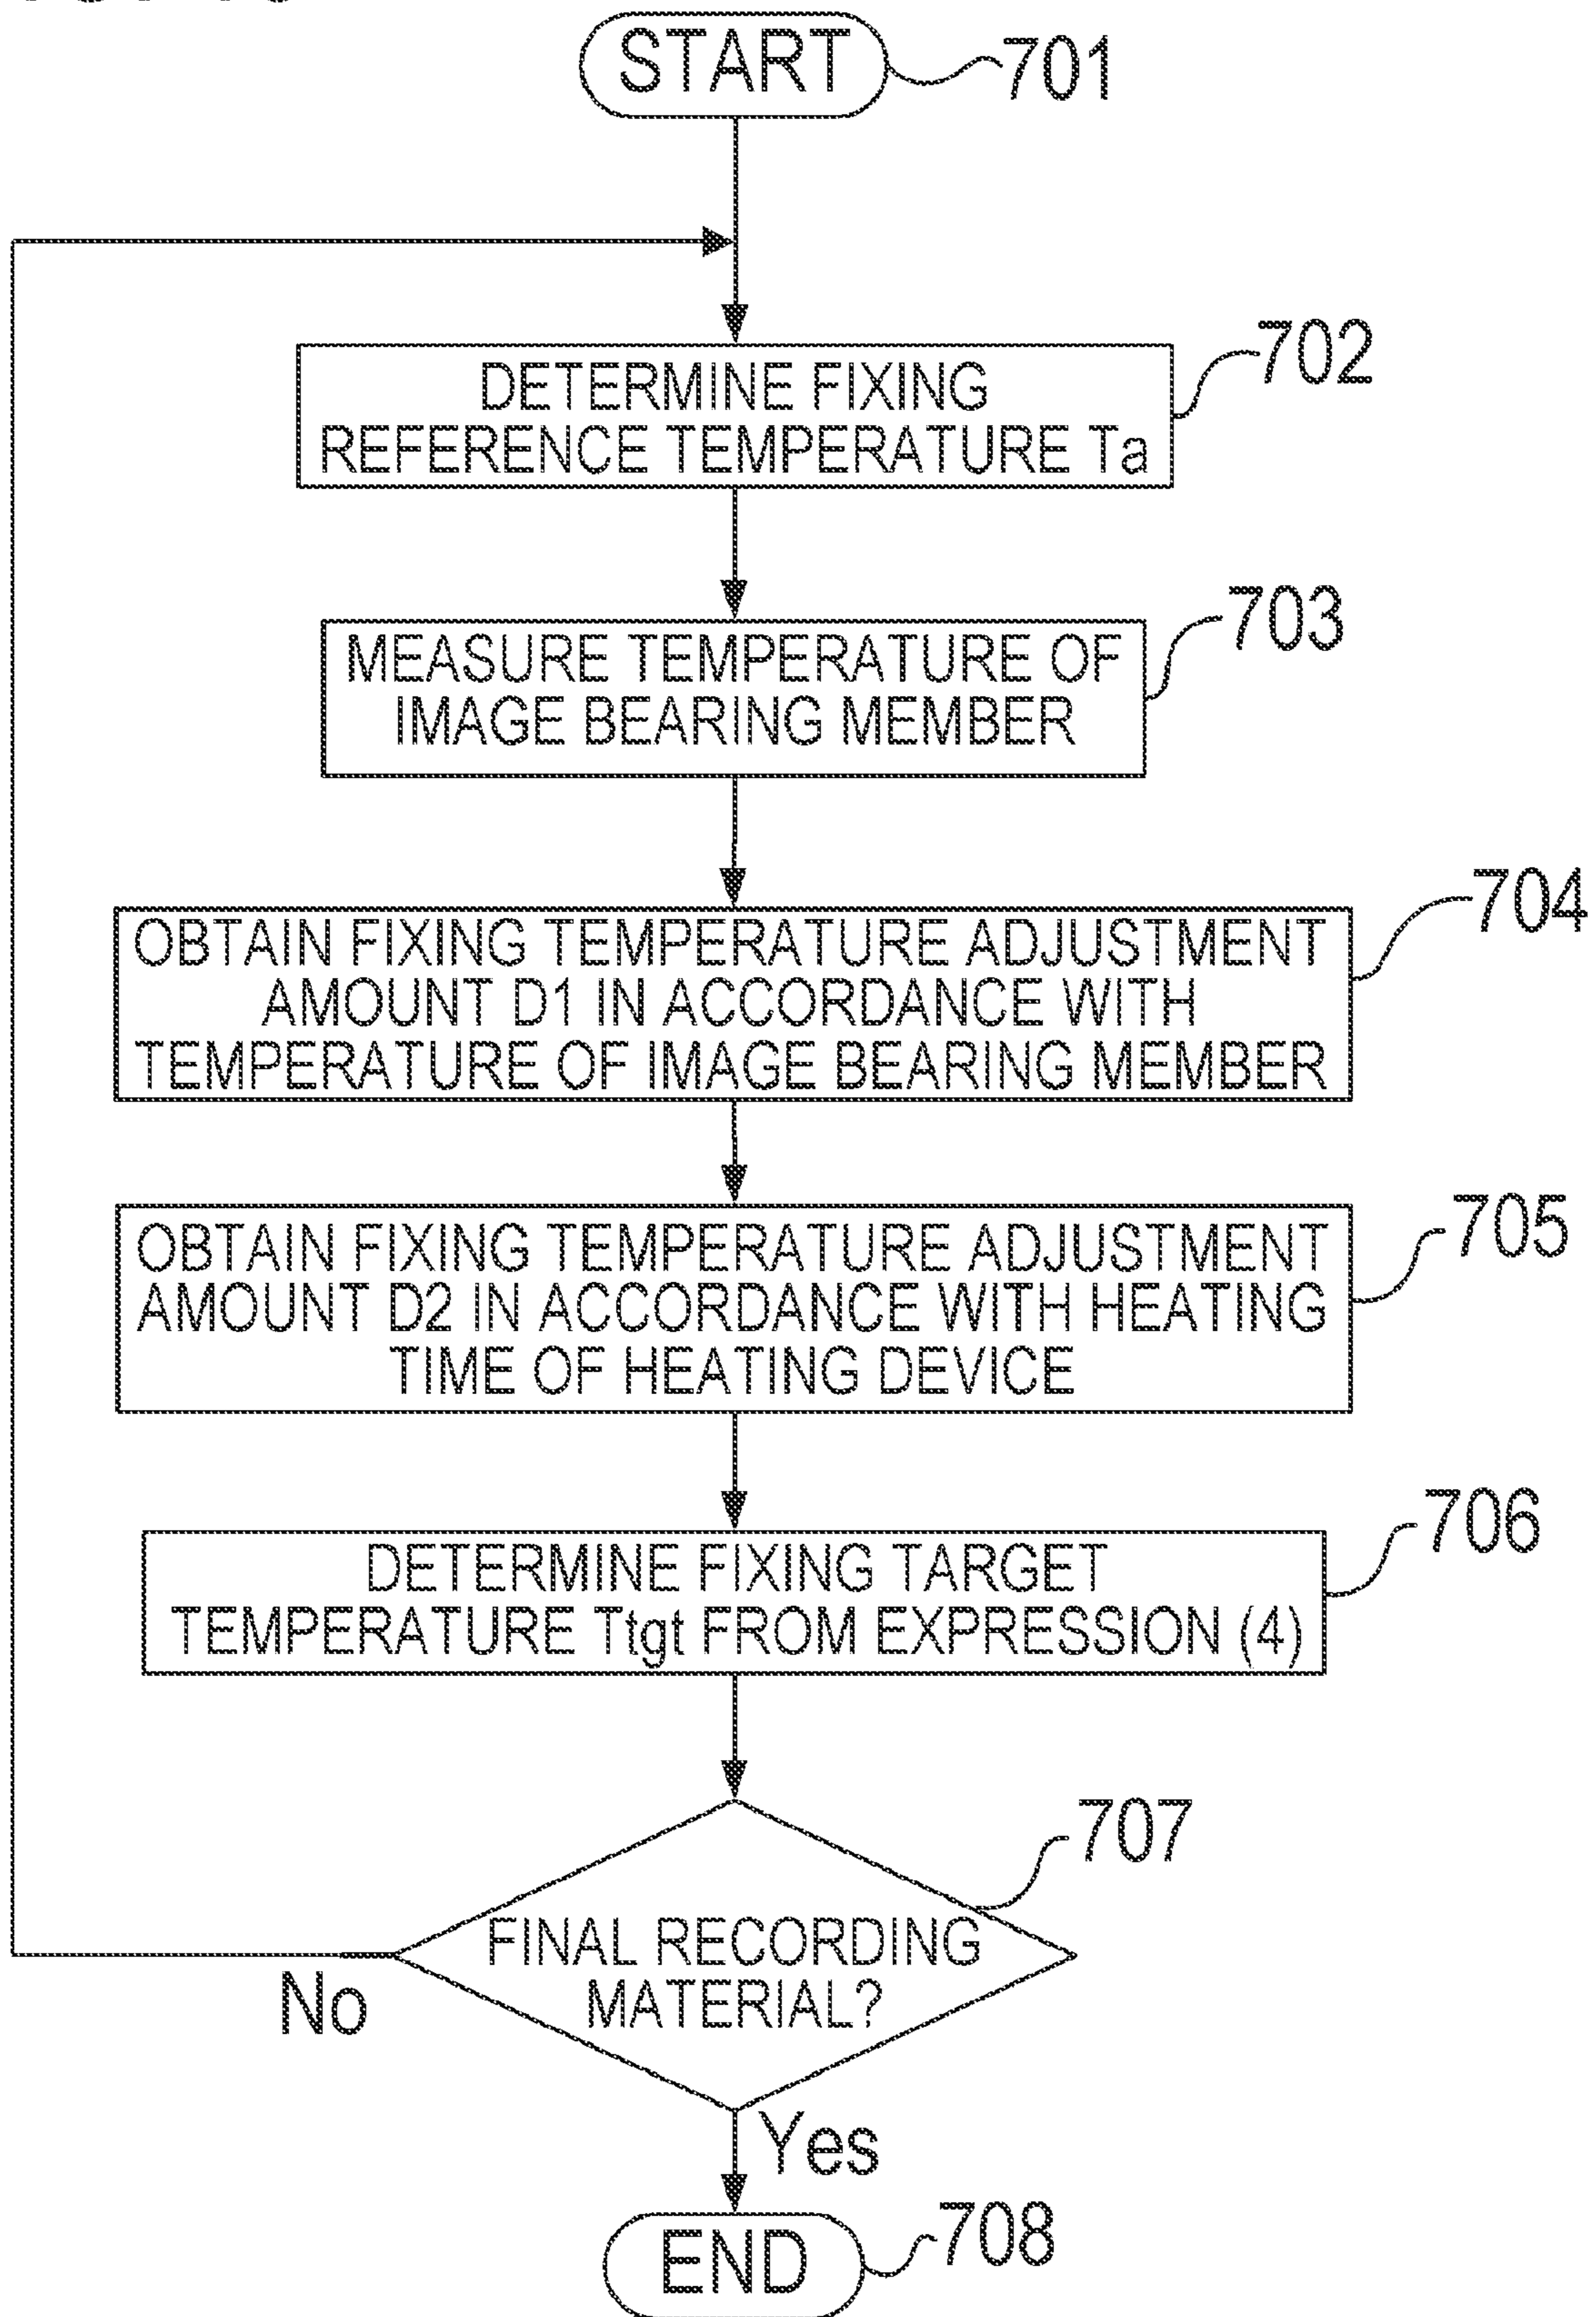 START
701
DETERMINE FIXING
REFERENCE TEMPERATURE Ta
702
MEASURE TEMPERATURE OF
IMAGE BEARING MEMBER
703
OBTAIN FIXING TEMPERATURE ADJUSTMENT
AMOUNT D1 IN ACCORDANCE WITH
TEMPERATURE OF IMAGE BEARING MEMBER
704
OBTAIN FIXING TEMPERATURE ADJUSTMENT
AMOUNT D2 IN ACCORDANCE WITH HEATING
TIME OF HEATING DEVICE
705
DETERMINE FIXING TARGET
TEMPERATURE Ttgt FROM EXPRESSION (4)
706
FINAL RECORDING
MATERIAL?
707
No
Yes
END
708